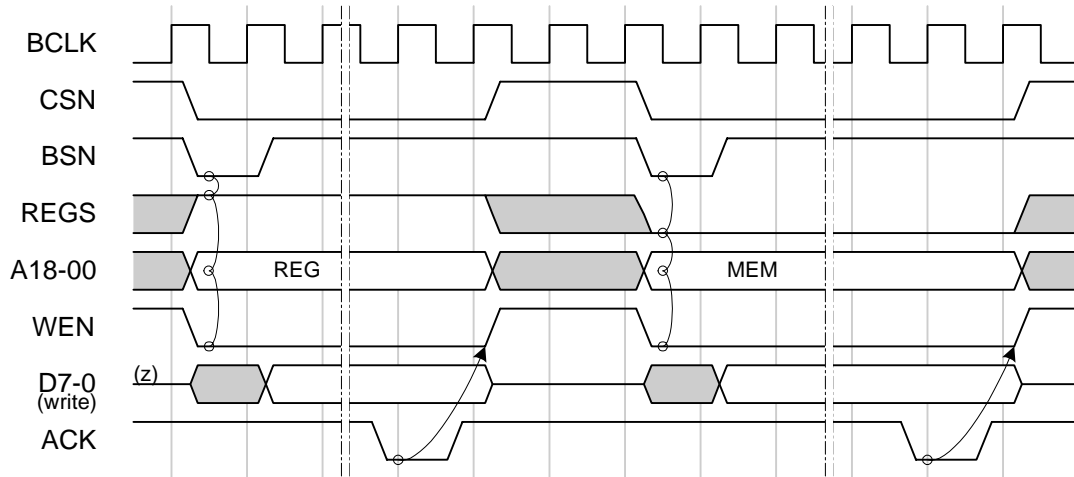 BCLK
CSN
BSN
REGS
A18-00 REG MEM
WEN
D7-0 (z)
(write)
ACK